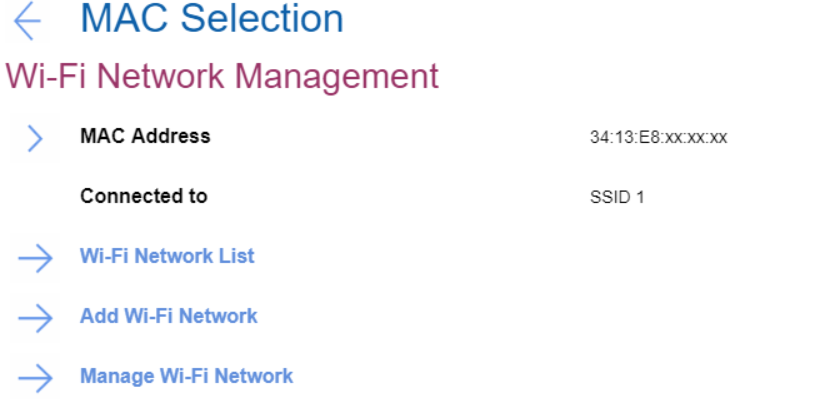 MAC Selection
Wi-Fi Network Management
MAC Address 34:13:E8:xx:xx:xx
Connected to SSID 1
Wi-Fi Network List
Add Wi-Fi Network
Manage Wi-Fi Network